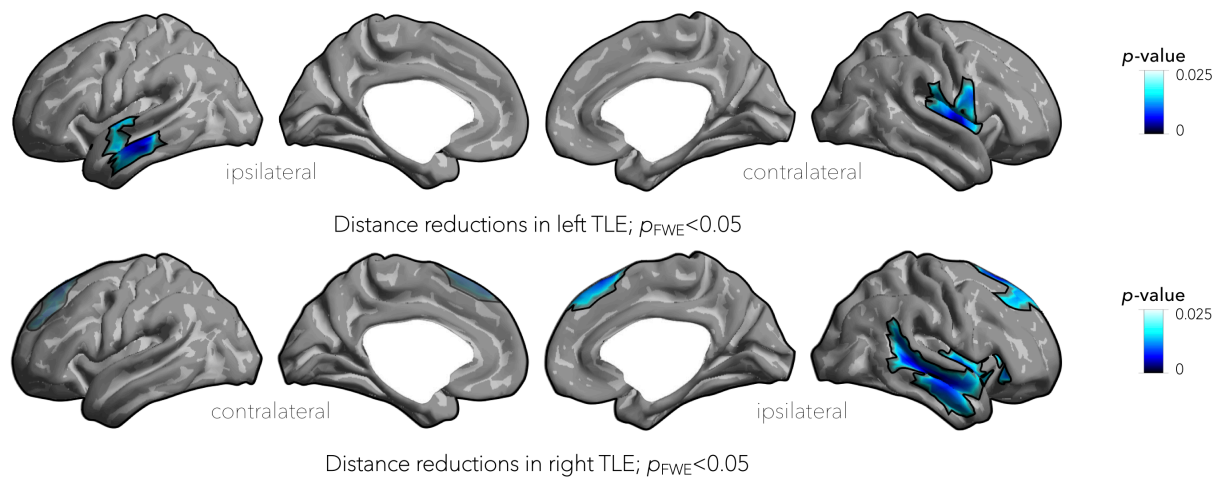 p-value
0.025
0
ipsilateral
contralateral
Distance reductions in left TLE; pFWE<0.05
p-value
0.025
0
contralateral
ipsilateral
Distance reductions in right TLE; pFWE<0.05